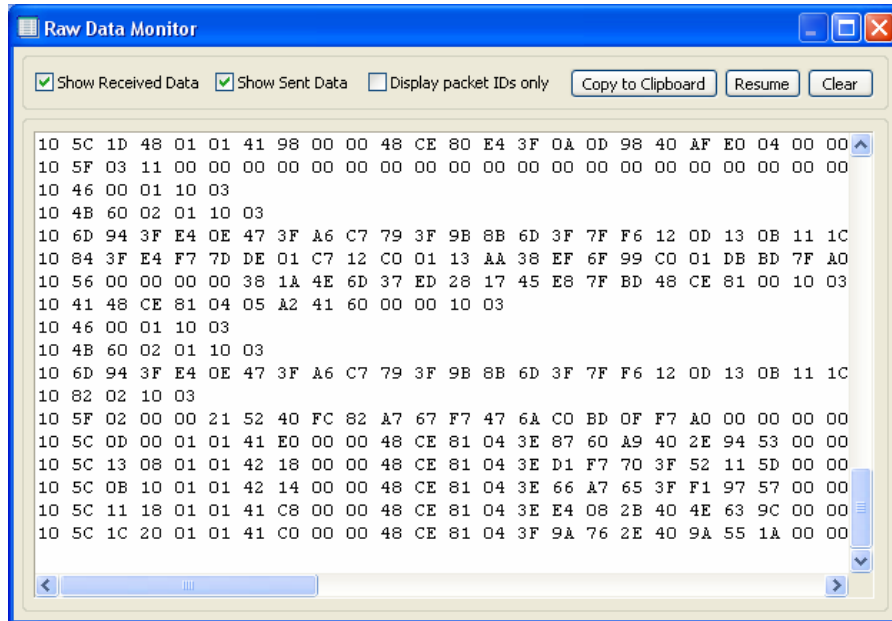 Raw Data Monitor
Show Received Data Show Sent Data Display packet IDs only Copy to Clipboard Resume Clear
10 5C 1D 48 01 01 41 98 00 00 48 CE 80 E4 3F 0A 0D 98 40 AF E0 04 00 00
10 5F 03 11 00 00 00 00 00 00 00 00 00 00 00 00 00 00 00 00 00 00 00 00
10 46 00 01 10 03
10 4B 60 02 01 10 03
10 6D 94 3F E4 0E 47 3F A6 C7 79 3F 9B 8B 6D 3F 7F F6 12 0D 13 0B 11 1C
10 84 3F E4 F7 7D DE 01 C7 12 C0 01 13 AA 38 EF 6F 99 C0 01 DB BD 7F A0
10 56 00 00 00 00 38 1A 4E 6D 37 ED 28 17 45 E8 7F BD 48 CE 81 00 10 03
10 41 48 CE 81 04 05 A2 41 60 00 00 10 03
10 46 00 01 10 03
10 4B 60 02 01 10 03
10 6D 94 3F E4 0E 47 3F A6 C7 79 3F 9B 8B 6D 3F 7F F6 12 0D 13 0B 11 1C
10 82 02 10 03
10 5F 02 00 00 21 52 40 FC 82 A7 67 F7 47 6A C0 BD 0F F7 A0 00 00 00 00
10 5C 0D 00 01 01 41 E0 00 00 48 CE 81 04 3E 87 60 A9 40 2E 94 53 00 00
10 5C 13 08 01 01 42 18 00 00 48 CE 81 04 3E D1 F7 70 3F 52 11 5D 00 00
10 5C 0B 10 01 01 42 14 00 00 48 CE 81 04 3E 66 A7 65 3F F1 97 57 00 00
10 5C 11 18 01 01 41 C8 00 00 48 CE 81 04 3E E4 08 2B 40 4E 63 9C 00 00
10 5C 1C 20 01 01 41 C0 00 00 48 CE 81 04 3F 9A 76 2E 40 9A 55 1A 00 00